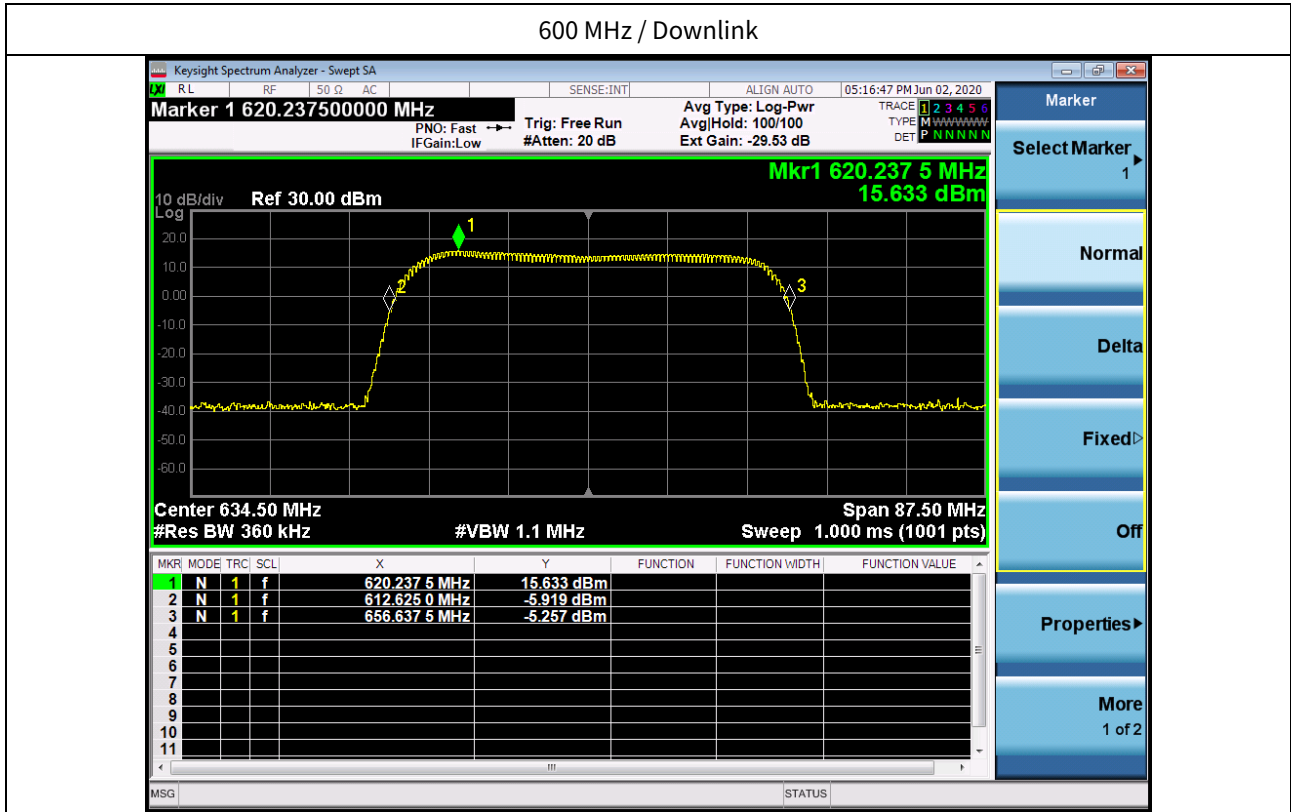 600 MHz / Downlink
Keysight Spectrum Analyzer - Swept SA
LXI RL RF 50 Ω AC SENSE:INT ALIGN AUTO 05:16:47 PM Jun 02, 2020
Marker 1 620.237500000 MHz
PNO: Fast
IFGain:Low
Trig: Free Run
#Atten: 20 dB
Avg Type: Log-Pwr
Avg|Hold: 100/100
Ext Gain: -29.53 dB
TRACE 1 2 3 4 5 6
TYPE M WWWWW
DET P N N N N N
Mkr1 620.237 5 MHz
15.633 dBm
10 dB/div Ref 30.00 dBm
Log
20.0
10.0
0.00
-10.0
-20.0
-30.0
-40.0
-50.0
-60.0
1
2
3
Center 634.50 MHz Span 87.50 MHz
#Res BW 360 kHz #VBW 1.1 MHz Sweep 1.000 ms (1001 pts)
MKR MODE TRC SCL X Y FUNCTION FUNCTION WIDTH FUNCTION VALUE
1 N 1 f 620.237 5 MHz 15.633 dBm
2 N 1 f 612.625 0 MHz -5.919 dBm
3 N 1 f 656.637 5 MHz -5.257 dBm
4
5
6
7
8
9
10
11
MSG STATUS
Marker
Select Marker
1
Normal
Delta
Fixed
Off
Properties
More
1 of 2